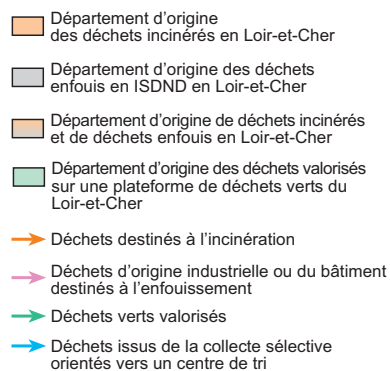 Département d'origine
des déchets incinérés en Loir-et-Cher
Département d'origine des déchets
enfouis en ISDND en Loir-et-Cher
Département d'origine de déchets incinérés
et de déchets enfouis en Loir-et-Cher
Département d'origine des déchets valorisés
sur une plateforme de déchets verts du
Loir-et-Cher
Déchets destinés à l'incinération
Déchets d'origine industrielle ou du bâtiment
destinés à l'enfouissement
Déchets verts valorisés
Déchets issus de la collecte sélective
orientés vers un centre de tri